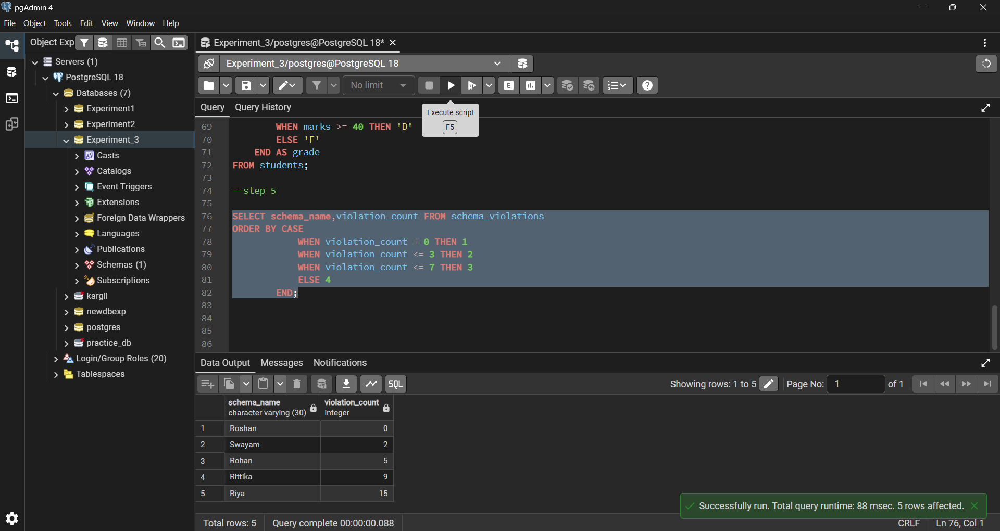 pgAdmin 4
File Object Tools Edit View Window Help
Object Exp
Experiment_3/postgres@PostgreSQL 18*
Servers (1)
PostgreSQL 18
Databases (7)
Experiment1
Experiment2
Experiment_3
Casts
Catalogs
Event Triggers
Extensions
Foreign Data Wrappers
Languages
Publications
Schemas (1)
Subscriptions
kargil
newdbexp
postgres
practice_db
Login/Group Roles (20)
Tablespaces
Experiment_3/postgres@PostgreSQL 18
No limit
E
Query Query History
Execute script
F5
69 WHEN marks >= 40 THEN 'D'
70 ELSE 'F'
71 END AS grade
72 FROM students;
73
74 --step 5
75
76 SELECT schema_name,violation_count FROM schema_violations
77 ORDER BY CASE
78 WHEN violation_count = 0 THEN 1
79 WHEN violation_count <= 3 THEN 2
80 WHEN violation_count <= 7 THEN 3
81 ELSE 4
82 END;
83
84
85
86
Data Output Messages Notifications
SQL
Showing rows: 1 to 5 Page No: 1 of 1
schema_name violation_count
character varying (30) integer
1 Roshan 0
2 Swayam 2
3 Rohan 5
4 Rittika 9
5 Riya 15
Successfully run. Total query runtime: 88 msec. 5 rows affected.
Total rows: 5 Query complete 00:00:00.088 CRLF Ln 76, Col 1